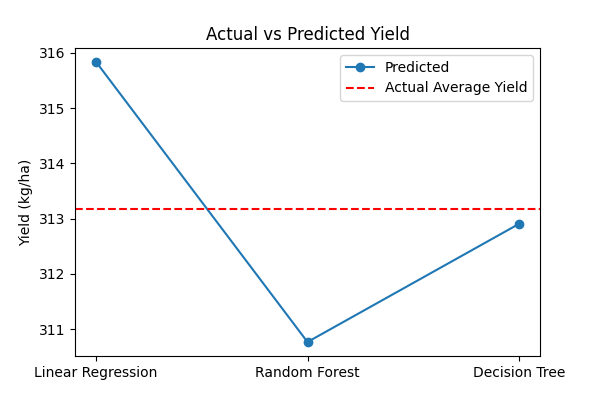 Actual vs Predicted Yield
Predicted
Actual Average Yield
Yield (kg/ha)
316
315
314
313
312
311
Linear Regression
Random Forest
Decision Tree